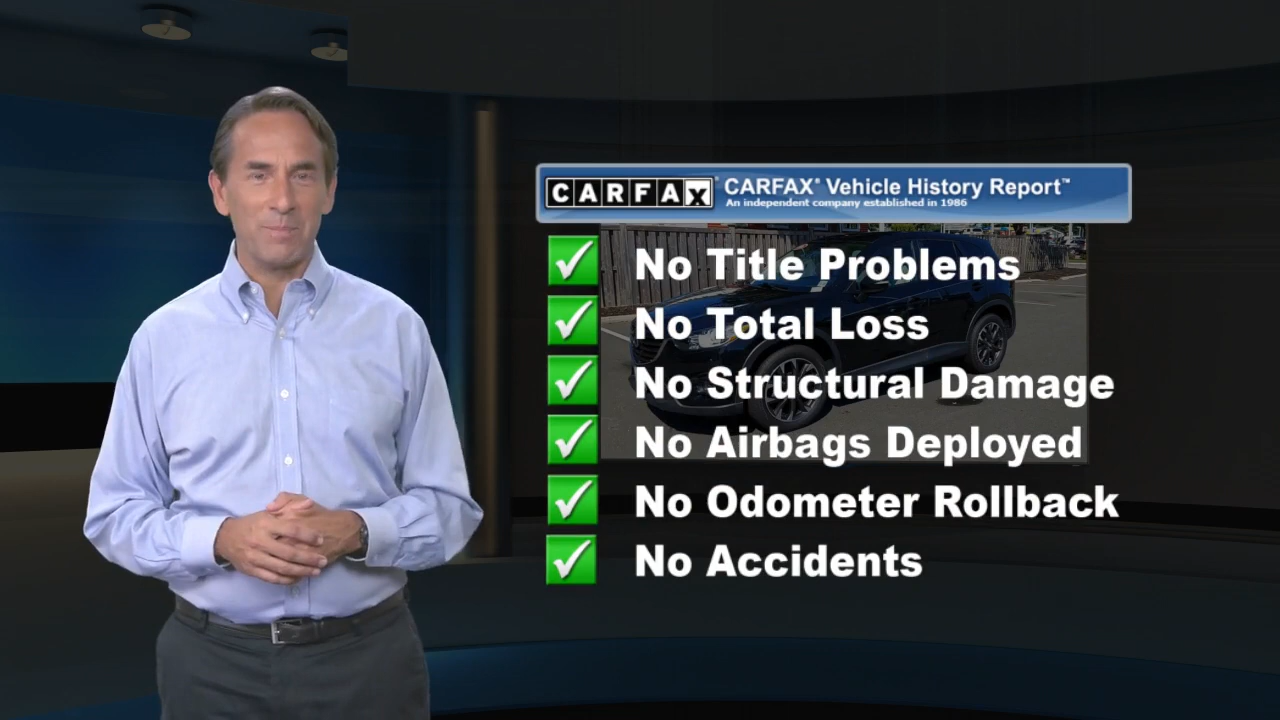 CARFAX® CARFAX® Vehicle History Report™
An independent company established in 1986
No Title Problems
No Total Loss
No Structural Damage
No Airbags Deployed
No Odometer Rollback
No Accidents